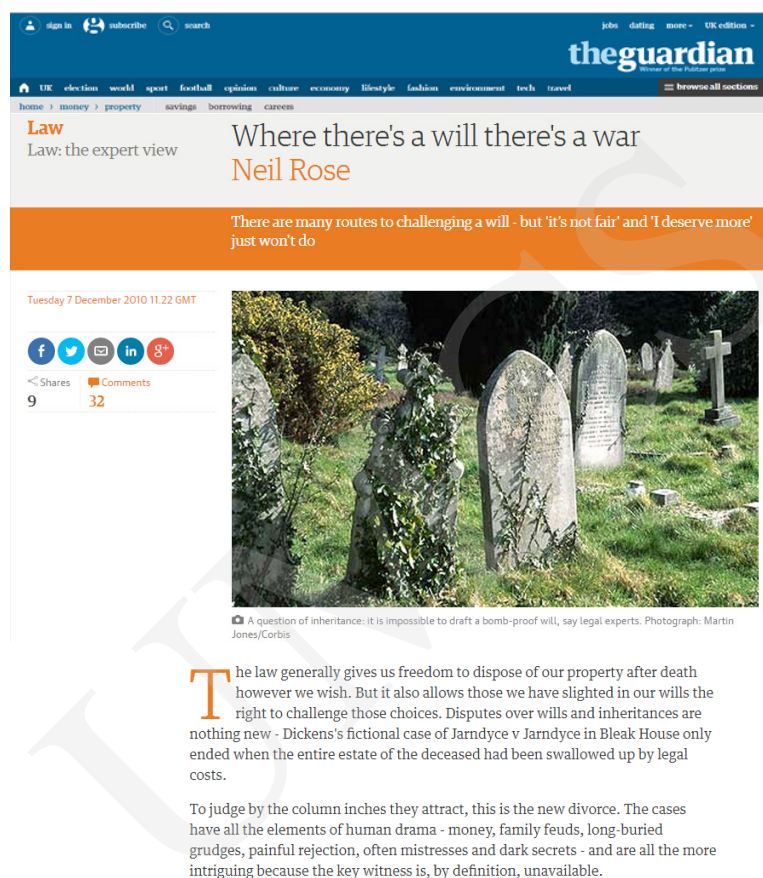 sign in subscribe search jobs dating more UK edition
theguardian
Winner of the Pulitzer prize
UK election world sport football opinion culture economy lifestyle fashion environment tech travel browse all sections
home › money › property savings borrowing careers
Law
Law: the expert view
Where there's a will there's a war
Neil Rose
There are many routes to challenging a will - but 'it's not fair' and 'I deserve more'
just won't do
Tuesday 7 December 2010 11.22 GMT
f in g+
Shares Comments
9 32
A question of inheritance: it is impossible to draft a bomb-proof will, say legal experts. Photograph: Martin
Jones/Corbis
The law generally gives us freedom to dispose of our property after death
however we wish. But it also allows those we have slighted in our wills the
right to challenge those choices. Disputes over wills and inheritances are
nothing new - Dickens's fictional case of Jarndyce v Jarndyce in Bleak House only
ended when the entire estate of the deceased had been swallowed up by legal
costs.
To judge by the column inches they attract, this is the new divorce. The cases
have all the elements of human drama - money, family feuds, long-buried
grudges, painful rejection, often mistresses and dark secrets - and are all the more
intriguing because the key witness is, by definition, unavailable.